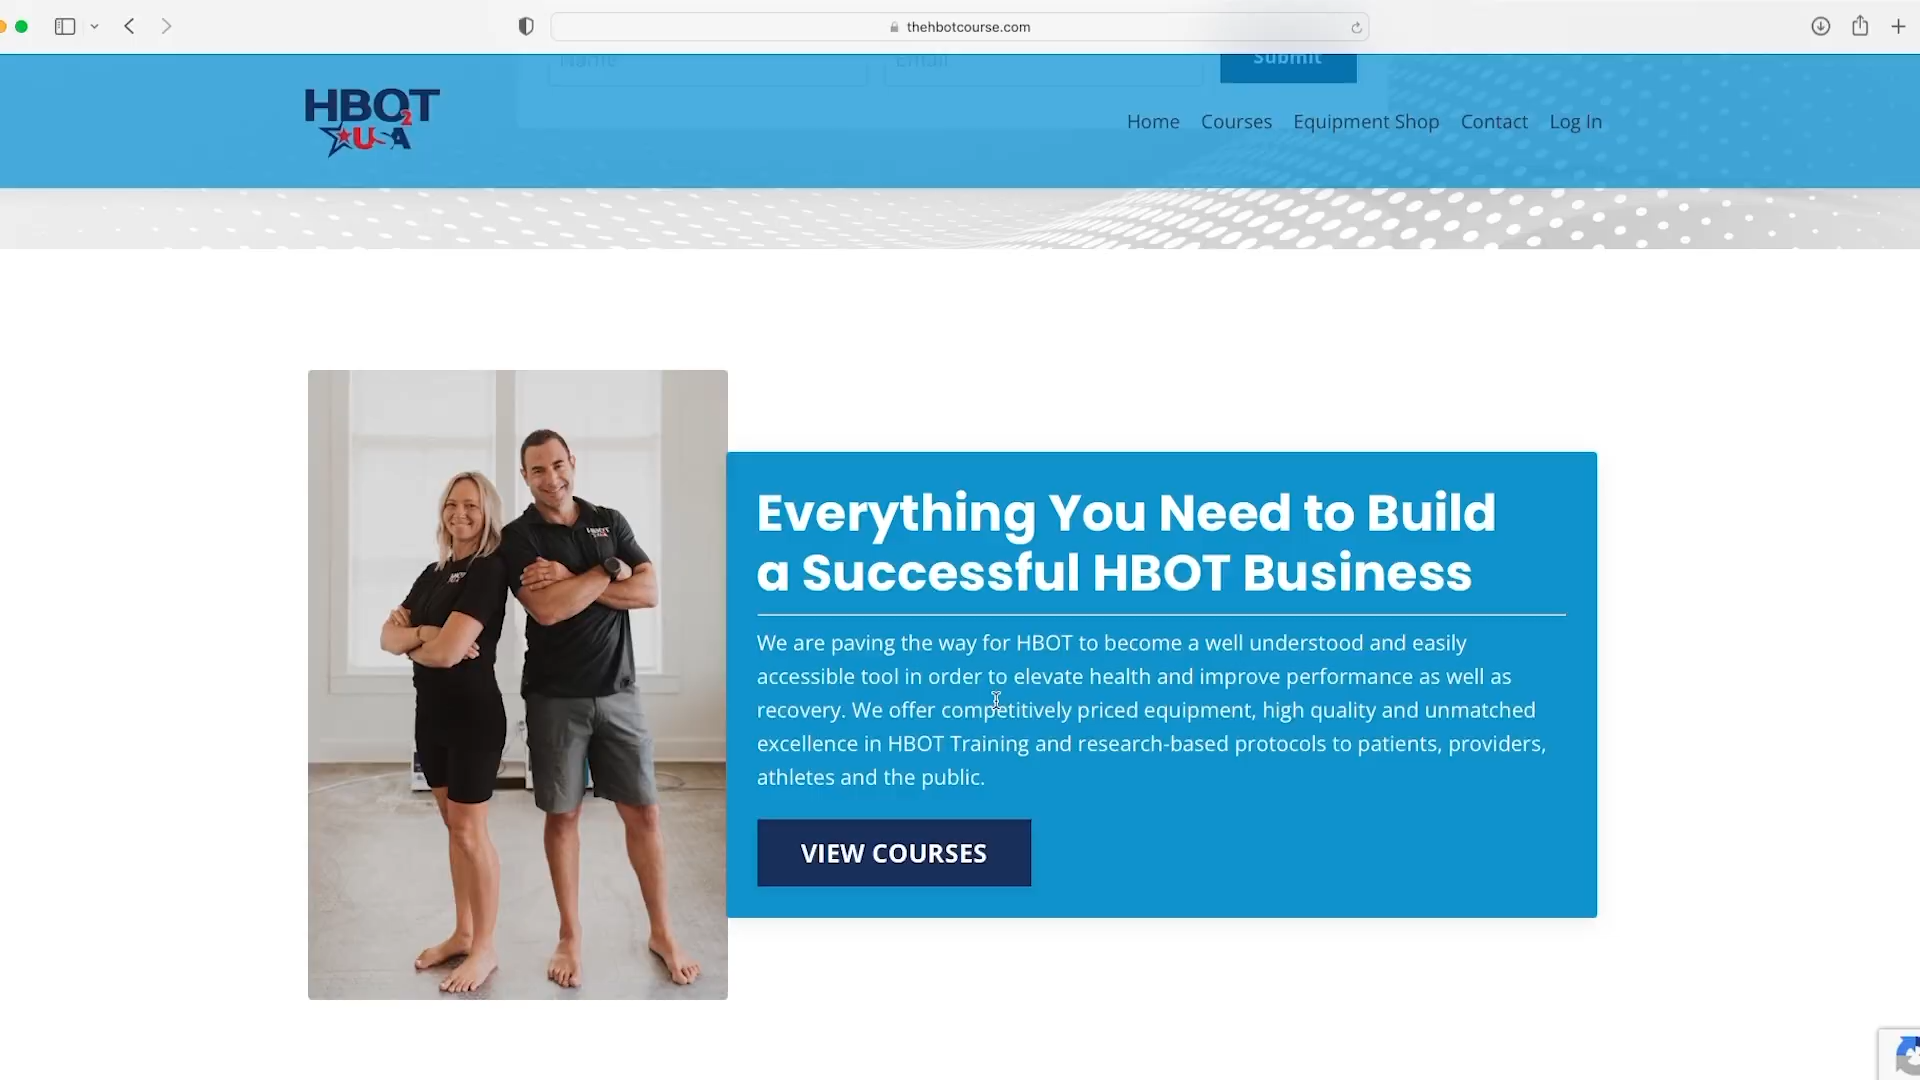 thehbotcourse.com
Name
Email
Submit
HBOT
2
USA
Home
Courses
Equipment Shop
Contact
Log In
Everything You Need to Build
a Successful HBOT Business
We are paving the way for HBOT to become a well understood and easily
accessible tool in order to elevate health and improve performance as well as
recovery. We offer competitively priced equipment, high quality and unmatched
excellence in HBOT Training and research-based protocols to patients, providers,
athletes and the public.
VIEW COURSES